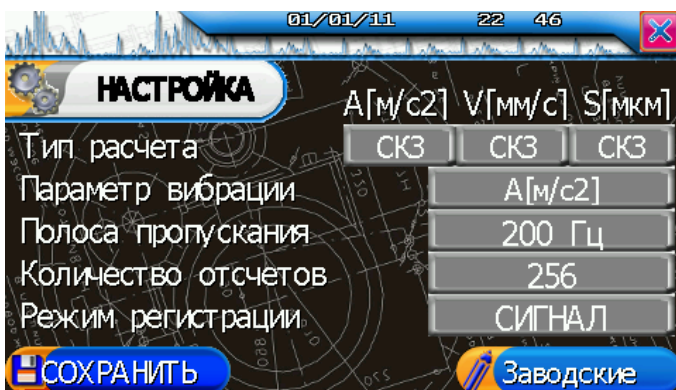 01/01/11 22 46
НАСТРОЙКА
А[м/с2] V[мм/с] S[мкм]
Тип расчета СКЗ СКЗ СКЗ
Параметр вибрации А[м/с2]
Полоса пропускания 200 Гц
Количество отсчетов 256
Режим регистрации СИГНАЛ
СОХРАНИТЬ Заводские